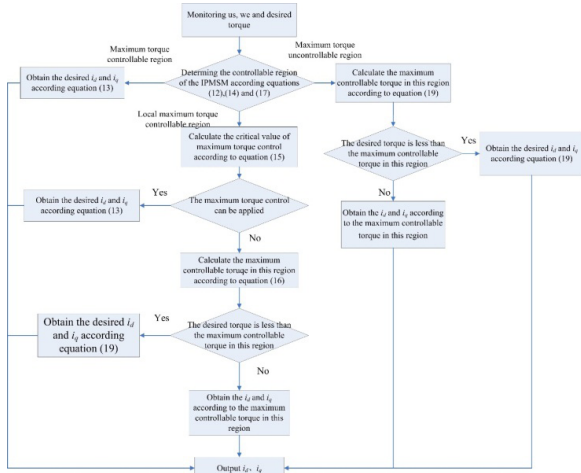 Monitoring us, we and desired
torque
Maximum torque
controllable region
Maximum torque
uncontrollable region
Determing the controllable region
of the IPMSM according equations
(12),(14) and (17)
Obtain the desired id and iq
according equation (13)
Calculate the maximum
controllable torque in this region
according to equation (19)
Local maximum torque
controllable region
Calculate the critical value of
maximum torque control
according to equation (15)
The desired torque is less than
the maximum controllable
torque in this region
Yes
Obtain the desired id and iq
according equation (19)
No
Obtain the id and iq according
to the maximum controllable
torque in this region
Yes
Obtain the desired id and iq
according equation (13)
The maximum torque control
can be applied
No
Calculate the maximum
controllable toruqe in this region
according to equation (16)
Yes
Obtain the desired id
and iq according
equation (19)
The desired torque is less than
the maximum controllable
torque in this region
No
Obtain the id and iq
according to the maximum
controllable torque in this
region
Output id、iq